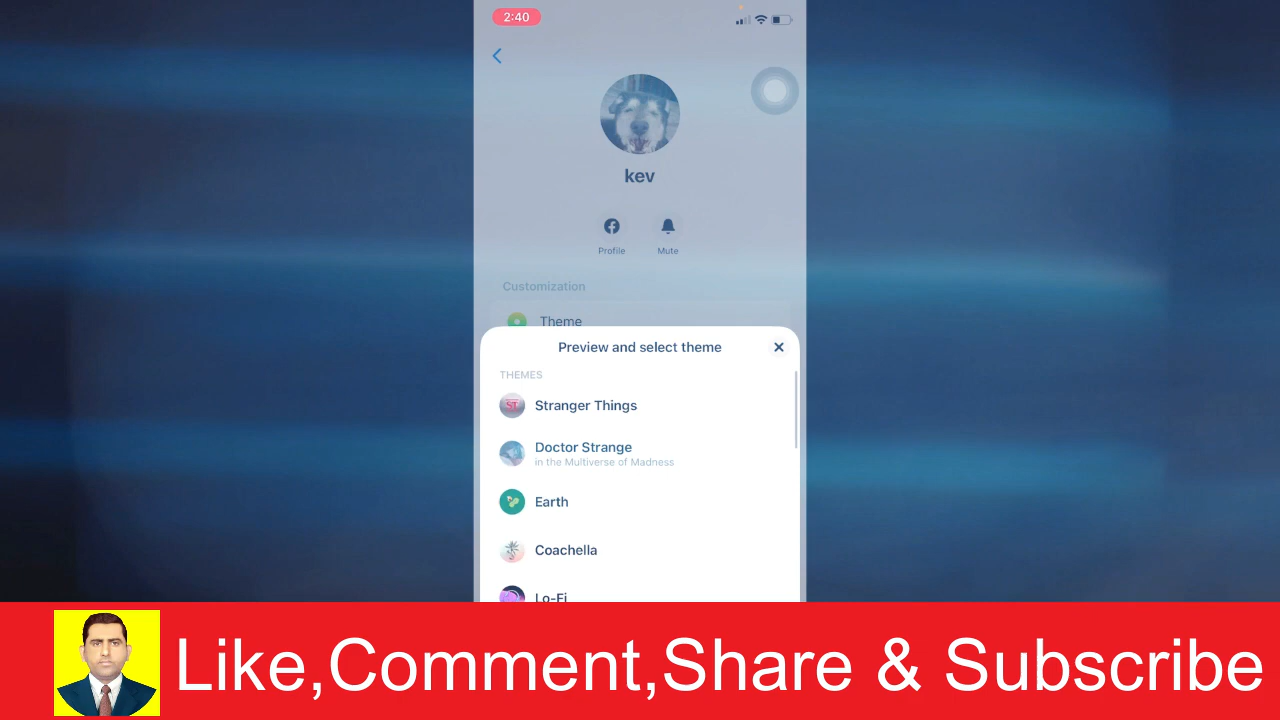 2:40
kev
Profile Mute
Customization
Theme
Preview and select theme
THEMES
ST Stranger Things
Doctor Strange
in the Multiverse of Madness
Earth
Coachella
Lo-Fi
Like,Comment,Share & Subscribe